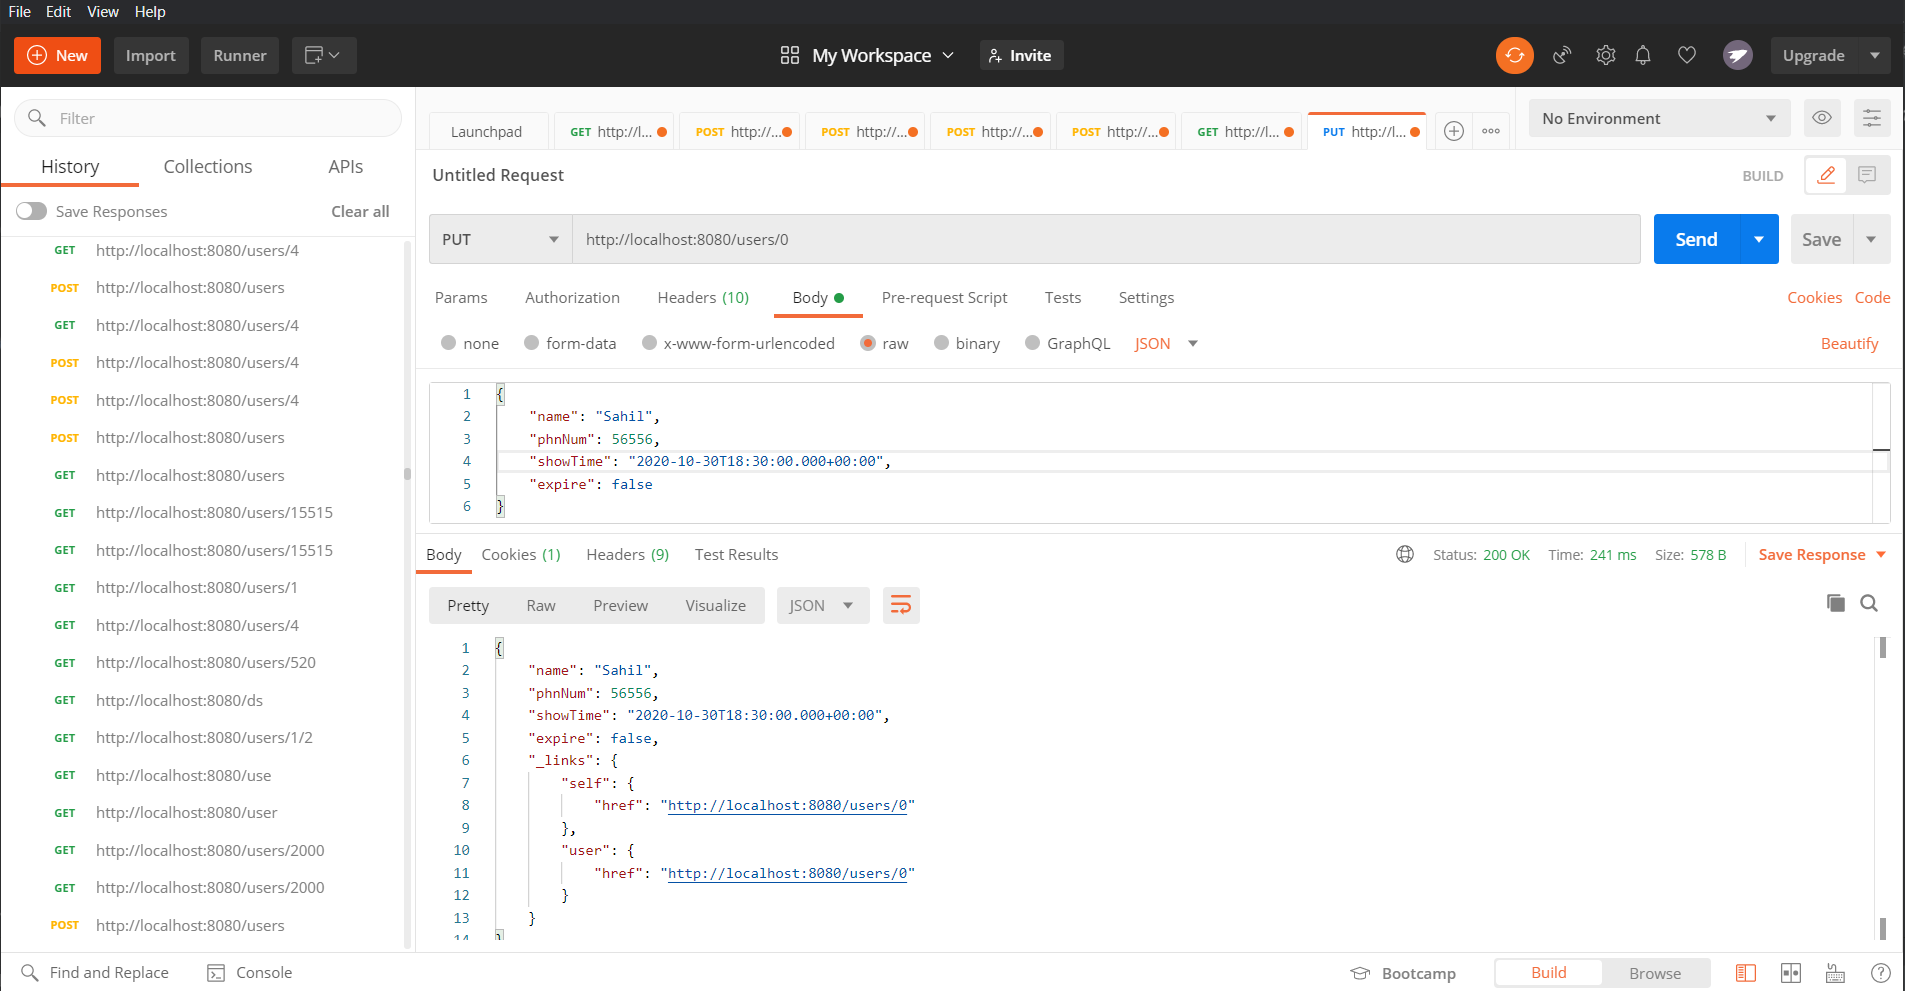 File Edit View Help
New Import Runner My Workspace Invite Upgrade
Filter
History Collections APIs
Save Responses Clear all
GET http://localhost:8080/users/4
POST http://localhost:8080/users
GET http://localhost:8080/users/4
POST http://localhost:8080/users/4
POST http://localhost:8080/users/4
POST http://localhost:8080/users
GET http://localhost:8080/users
GET http://localhost:8080/users/15515
GET http://localhost:8080/users/15515
GET http://localhost:8080/users/1
GET http://localhost:8080/users/4
GET http://localhost:8080/users/520
GET http://localhost:8080/ds
GET http://localhost:8080/users/1/2
GET http://localhost:8080/use
GET http://localhost:8080/user
GET http://localhost:8080/users/2000
GET http://localhost:8080/users/2000
POST http://localhost:8080/users
Launchpad GET http://l... POST http://... POST http://... POST http://... POST http://... GET http://l... PUT http://l... No Environment
Untitled Request BUILD
PUT http://localhost:8080/users/0 Send Save
Params Authorization Headers (10) Body Pre-request Script Tests Settings Cookies Code
none form-data x-www-form-urlencoded raw binary GraphQL JSON Beautify
1 {
2 "name": "Sahil",
3 "phnNum": 56556,
4 "showTime": "2020-10-30T18:30:00.000+00:00",
5 "expire": false
6 }
Body Cookies (1) Headers (9) Test Results Status: 200 OK Time: 241 ms Size: 578 B Save Response
Pretty Raw Preview Visualize JSON
1 {
2 "name": "Sahil",
3 "phnNum": 56556,
4 "showTime": "2020-10-30T18:30:00.000+00:00",
5 "expire": false,
6 "_links": {
7 "self": {
8 "href": "http://localhost:8080/users/0"
9 },
10 "user": {
11 "href": "http://localhost:8080/users/0"
12 }
13 }
14 }
Find and Replace Console Bootcamp Build Browse